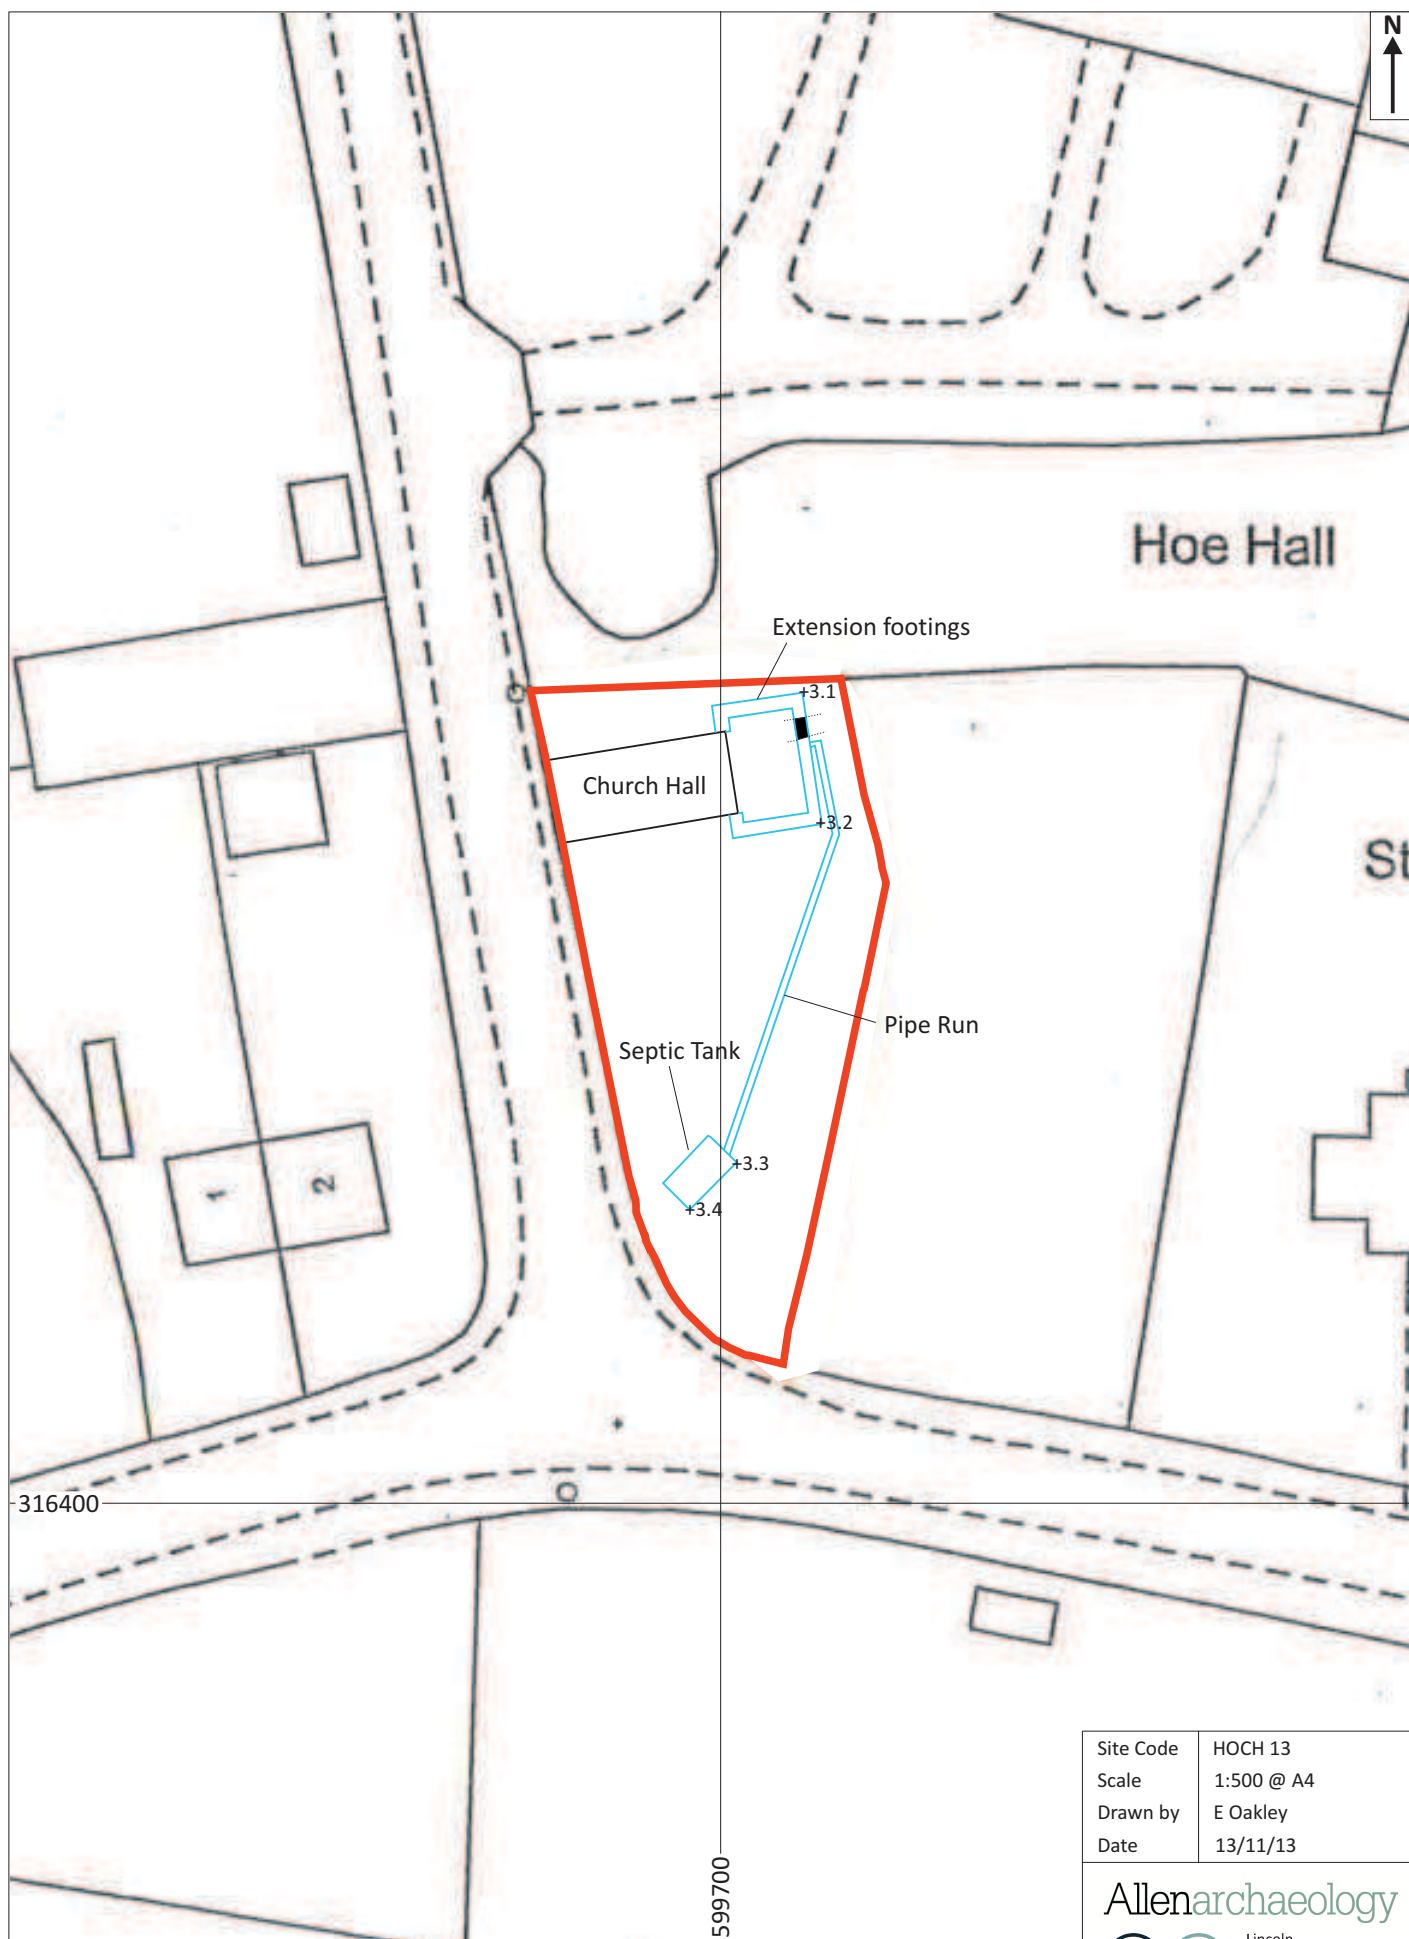 N
Hoe Hall
Extension footings
+3.1
Church Hall
+3.2
St
Pipe Run
Septic Tank
+3.3
+3.4
1
2
316400
599700
Site Code HOCH 13
Scale 1:500 @ A4
Drawn by E Oakley
Date 13/11/13
Allenarchaeology
Lincoln